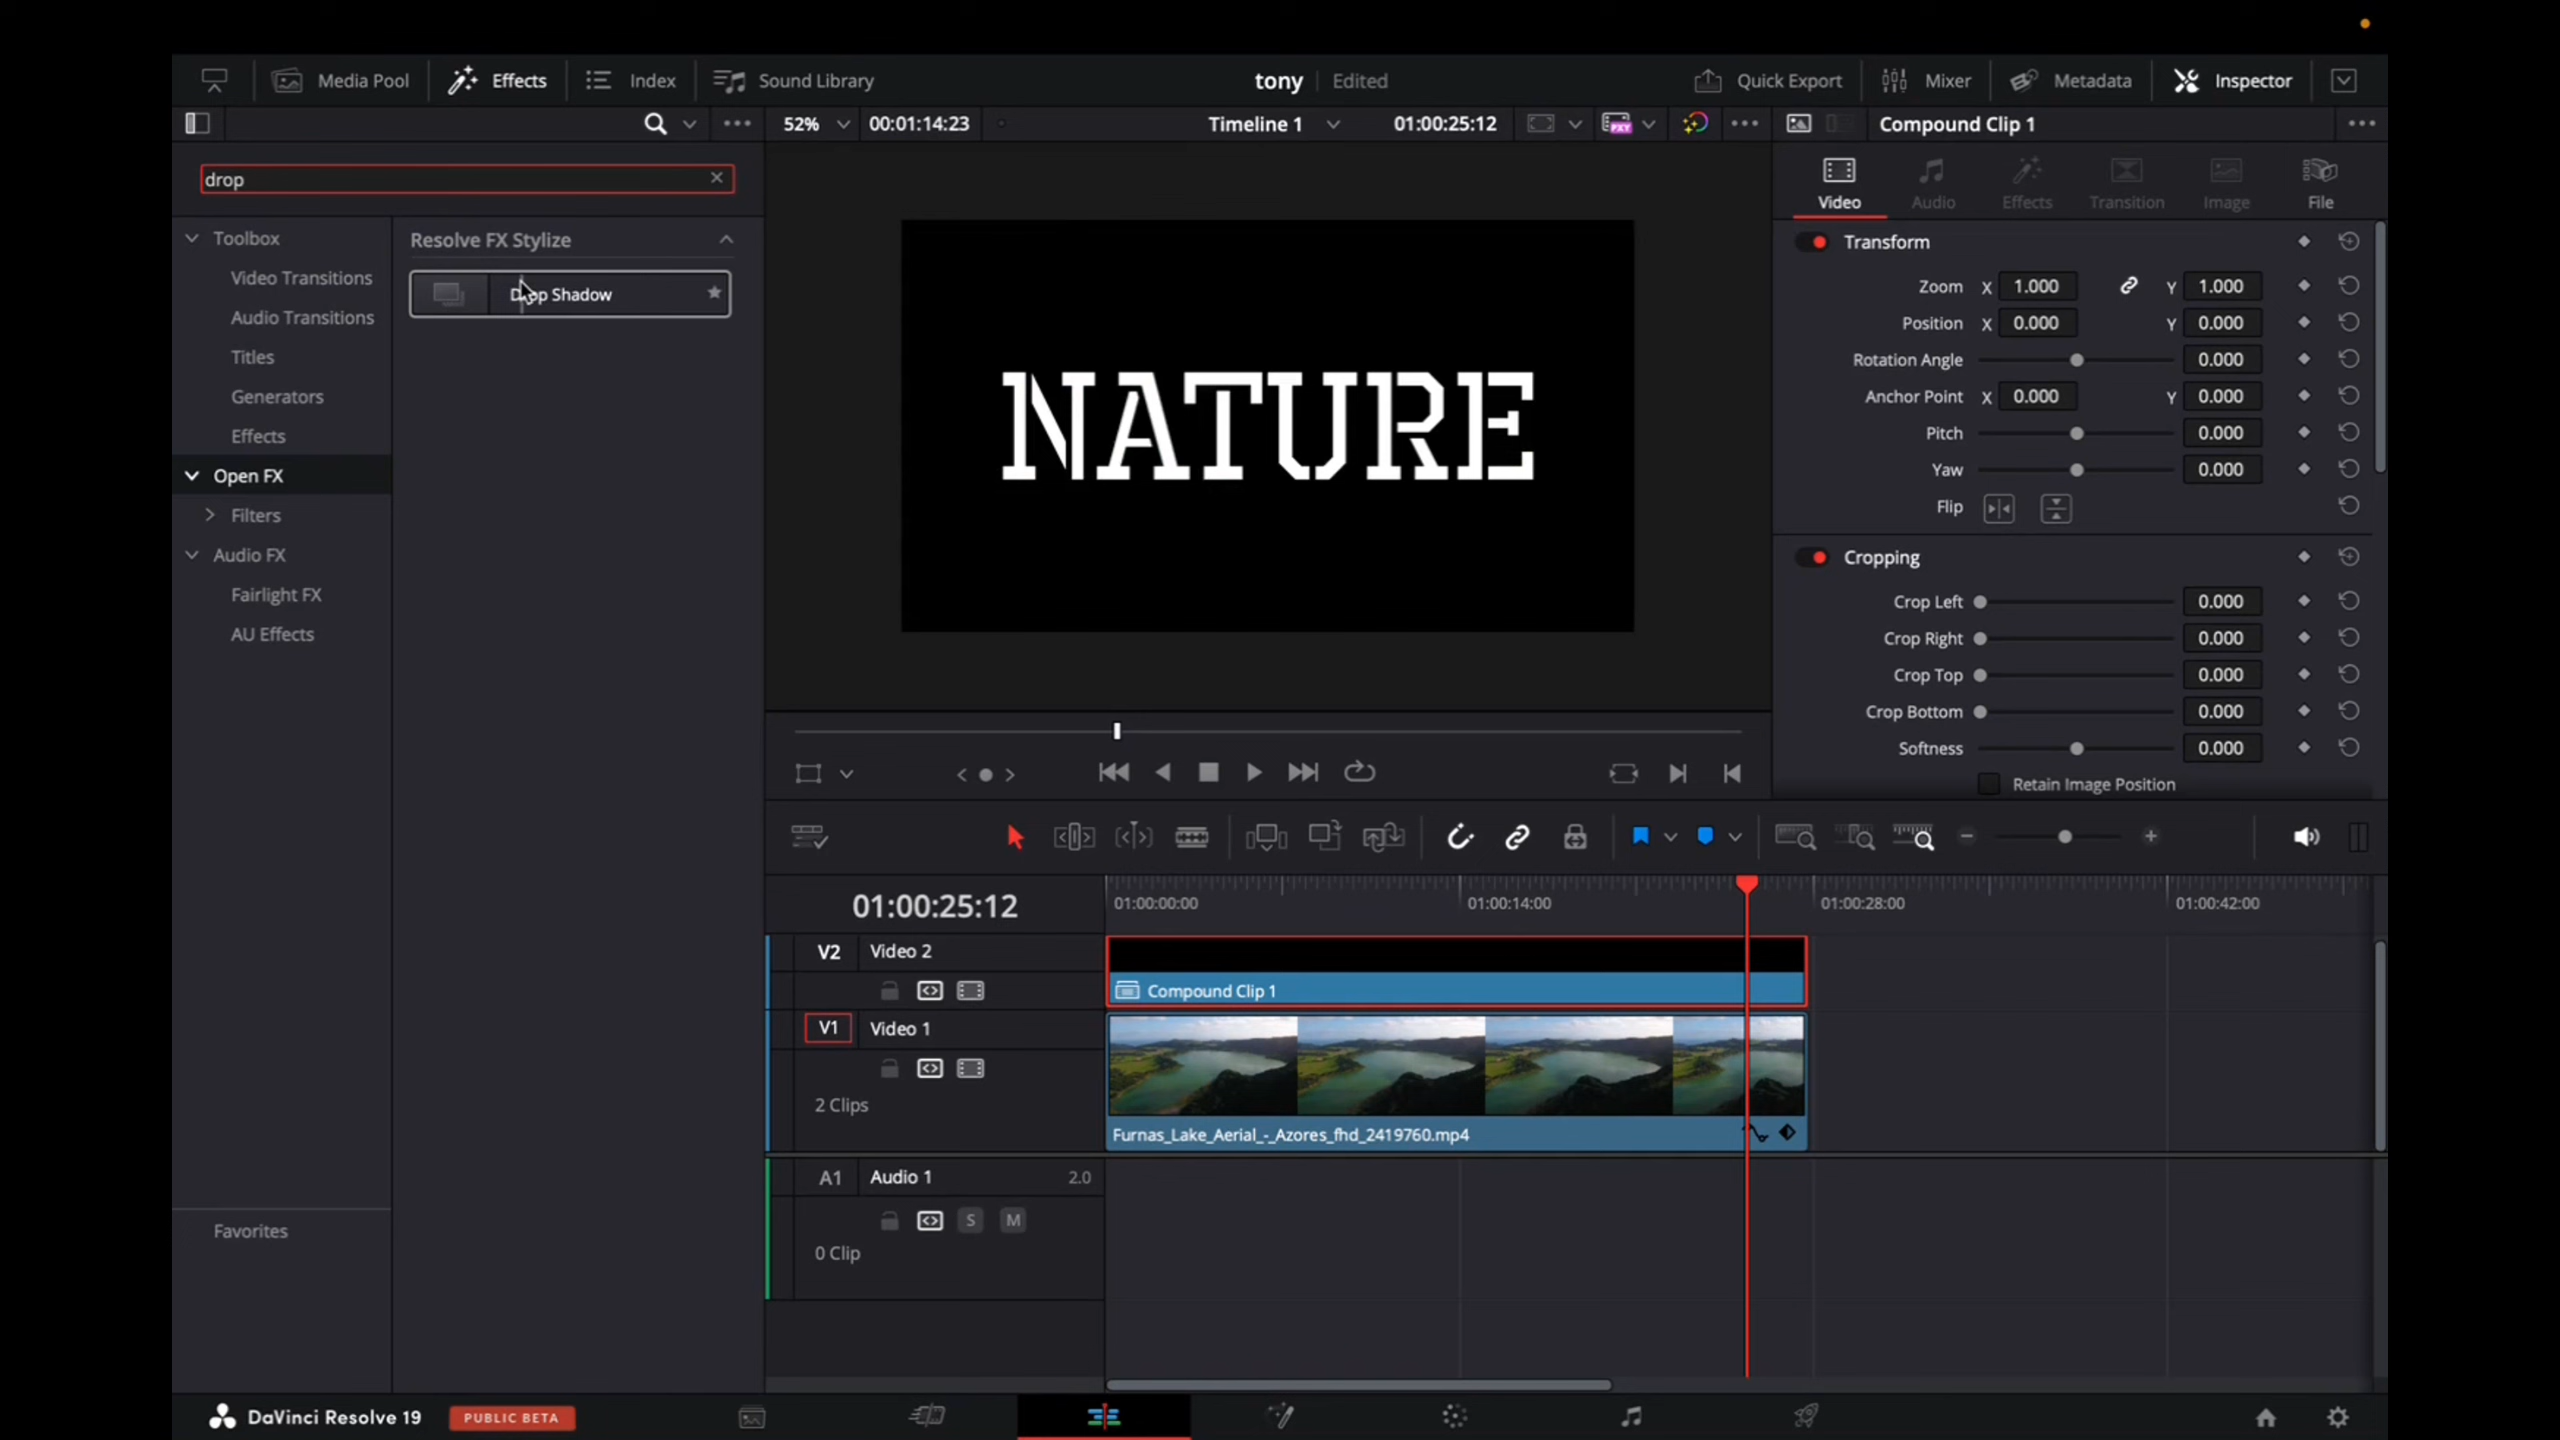 Media Pool
Effects
Index
Sound Library
tony
Edited
Quick Export
Mixer
Metadata
Inspector
52%
00:01:14:23
Timeline 1
01:00:25:12
PXY
Compound Clip 1
drop
Toolbox
Video Transitions
Audio Transitions
Titles
Generators
Effects
Open FX
Filters
Audio FX
Fairlight FX
AU Effects
Favorites
Resolve FX Stylize
Drop Shadow
NATURE
Video
Audio
Effects
Transition
Image
File
Transform
Zoom X 1.000 Y 1.000
Position X 0.000 Y 0.000
Rotation Angle 0.000
Anchor Point X 0.000 Y 0.000
Pitch 0.000
Yaw 0.000
Flip
Cropping
Crop Left 0.000
Crop Right 0.000
Crop Top 0.000
Crop Bottom 0.000
Softness 0.000
Retain Image Position
01:00:25:12
01:00:00:00
01:00:14:00
01:00:28:00
01:00:42:00
V2 Video 2
Compound Clip 1
V1 Video 1
2 Clips
Furnas_Lake_Aerial_-_Azores_fhd_2419760.mp4
A1 Audio 1 2.0
S M
0 Clip
DaVinci Resolve 19
PUBLIC BETA